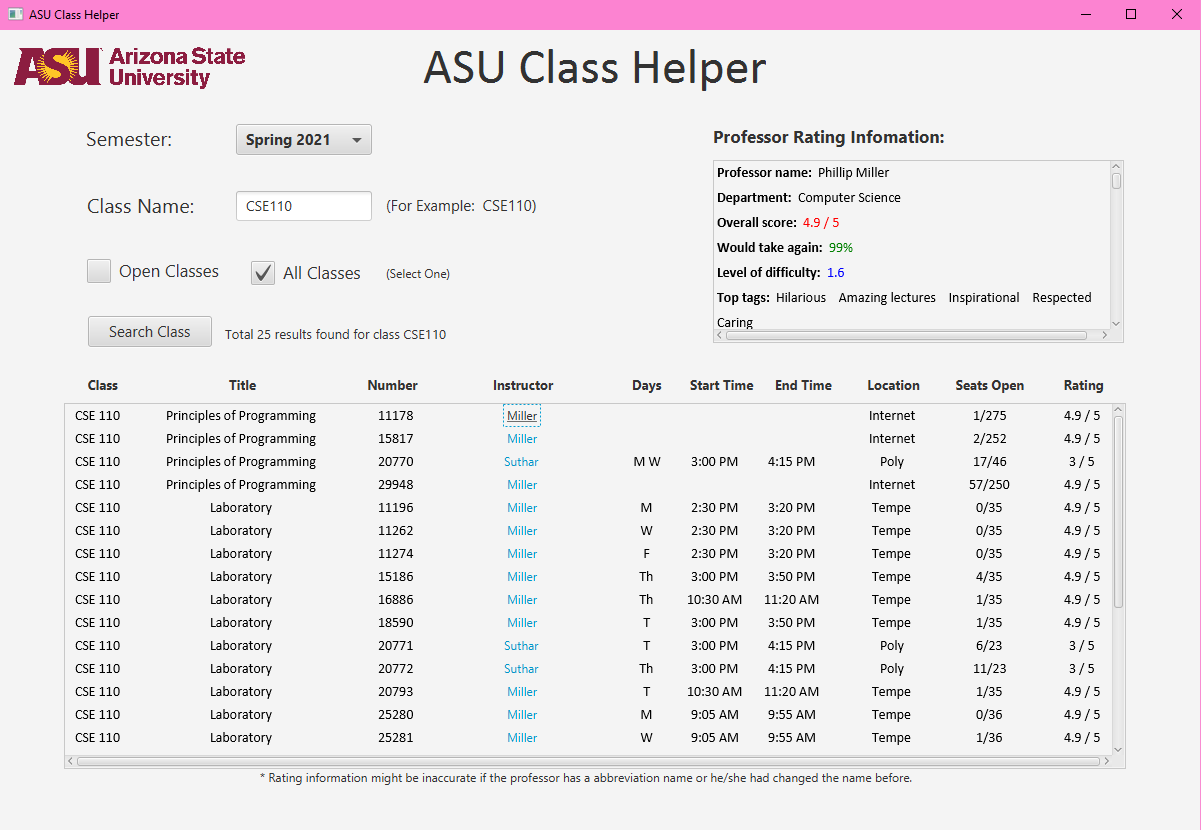 ASU Class Helper
ASU Arizona State University
ASU Class Helper
Semester: Spring 2021
Professor Rating Infomation:
Class Name: CSE110 (For Example: CSE110)
Professor name: Phillip Miller
Department: Computer Science
Overall score: 4.9 / 5
Would take again: 99%
Level of difficulty: 1.6
Top tags: Hilarious Amazing lectures Inspirational Respected
Caring
Open Classes All Classes (Select One)
Search Class Total 25 results found for class CSE110
Class Title Number Instructor Days Start Time End Time Location Seats Open Rating
CSE 110 Principles of Programming 11178 Miller Internet 1/275 4.9 / 5
CSE 110 Principles of Programming 15817 Miller Internet 2/252 4.9 / 5
CSE 110 Principles of Programming 20770 Suthar M W 3:00 PM 4:15 PM Poly 17/46 3 / 5
CSE 110 Principles of Programming 29948 Miller Internet 57/250 4.9 / 5
CSE 110 Laboratory 11196 Miller M 2:30 PM 3:20 PM Tempe 0/35 4.9 / 5
CSE 110 Laboratory 11262 Miller W 2:30 PM 3:20 PM Tempe 0/35 4.9 / 5
CSE 110 Laboratory 11274 Miller F 2:30 PM 3:20 PM Tempe 0/35 4.9 / 5
CSE 110 Laboratory 15186 Miller Th 3:00 PM 3:50 PM Tempe 4/35 4.9 / 5
CSE 110 Laboratory 16886 Miller Th 10:30 AM 11:20 AM Tempe 1/35 4.9 / 5
CSE 110 Laboratory 18590 Miller T 3:00 PM 3:50 PM Tempe 1/35 4.9 / 5
CSE 110 Laboratory 20771 Suthar T 3:00 PM 4:15 PM Poly 6/23 3 / 5
CSE 110 Laboratory 20772 Suthar Th 3:00 PM 4:15 PM Poly 11/23 3 / 5
CSE 110 Laboratory 20793 Miller T 10:30 AM 11:20 AM Tempe 1/35 4.9 / 5
CSE 110 Laboratory 25280 Miller M 9:05 AM 9:55 AM Tempe 0/36 4.9 / 5
CSE 110 Laboratory 25281 Miller W 9:05 AM 9:55 AM Tempe 1/36 4.9 / 5
* Rating information might be inaccurate if the professor has a abbreviation name or he/she had changed the name before.